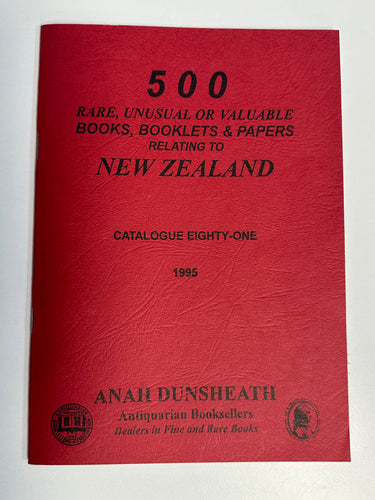 500
RARE, UNUSUAL OR VALUABLE
BOOKS, BOOKLETS & PAPERS
RELATING TO
NEW ZEALAND
CATALOGUE EIGHTY-ONE
1995
ANAH DUNSHEATH
Antiquarian Booksellers
Dealers in Fine and Rare Books